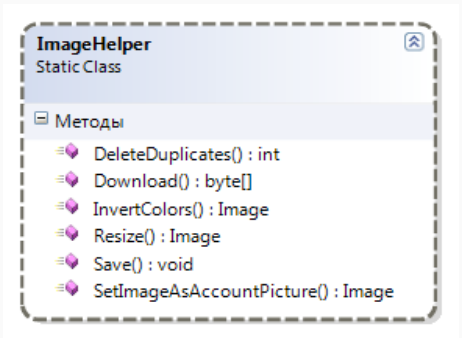 ImageHelper
Static Class
Методы
DeleteDuplicates() : int
Download() : byte[]
InvertColors() : Image
Resize() : Image
Save() : void
SetImageAsAccountPicture() : Image